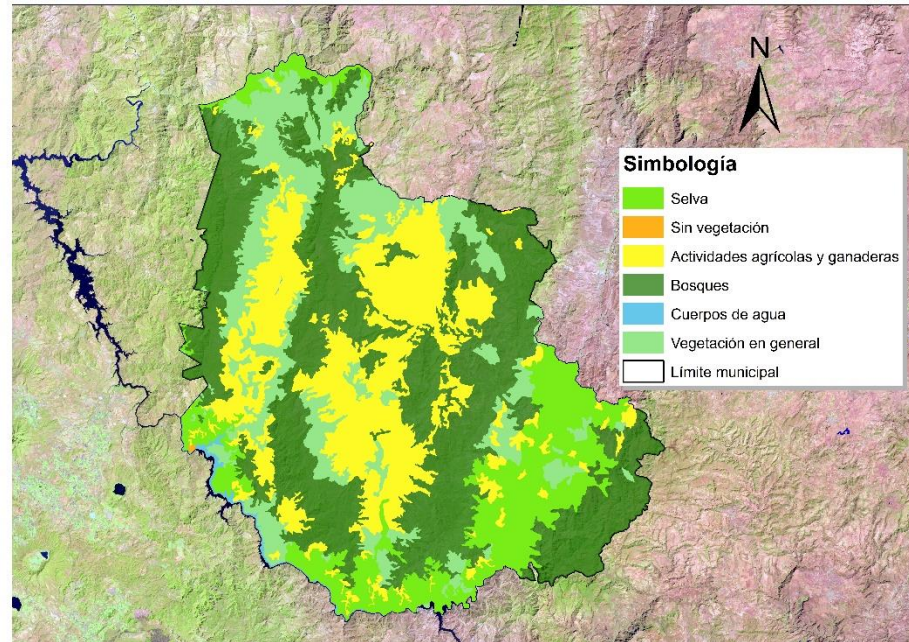 N
Simbología
Selva
Sin vegetación
Actividades agrícolas y ganaderas
Bosques
Cuerpos de agua
Vegetación en general
Límite municipal